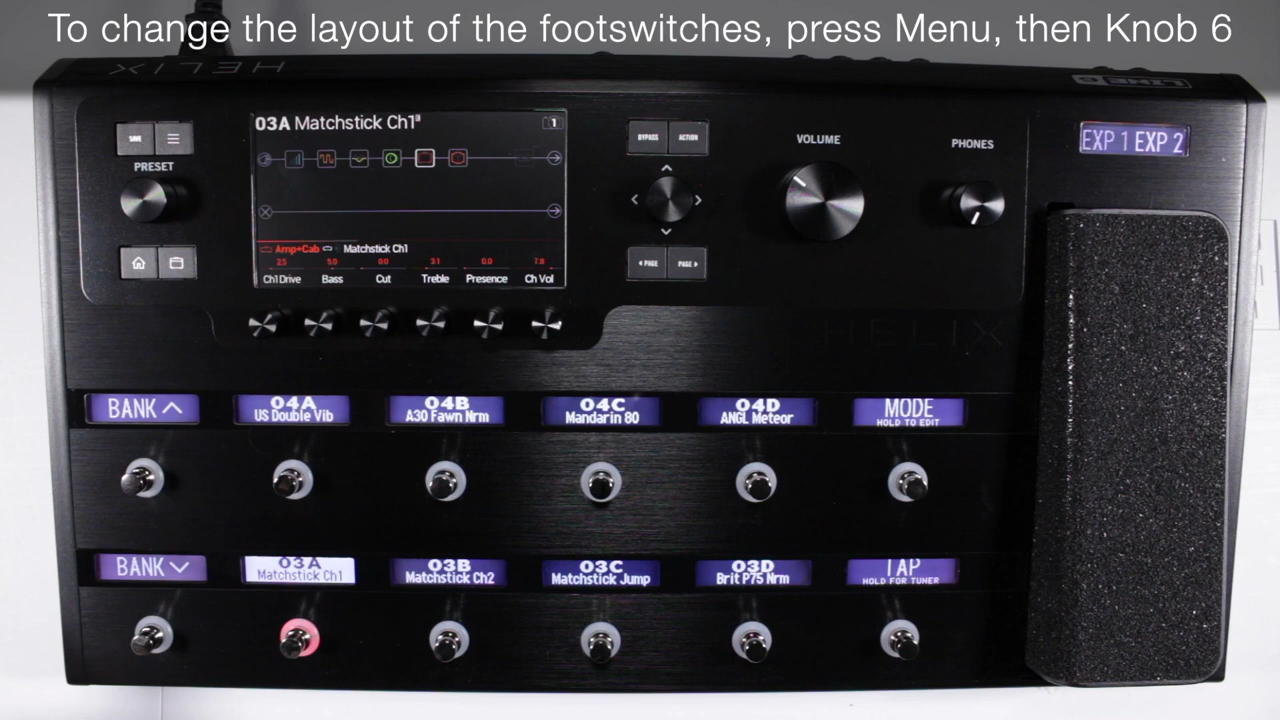 To change the layout of the footswitches, press Menu, then Knob 6
HELIX
LINE 6
SAVE
PRESET
03A Matchstick Ch1
1
Amp+Cab Matchstick Ch1
2.5 5.0 0.0 3.1 0.0 7.8
Ch1 Drive Bass Cut Treble Presence Ch Vol
BYPASS ACTION
< PAGE PAGE >
VOLUME
PHONES
EXP 1 EXP 2
HELIX
BANK
04A
US Double Vib
04B
A30 Fawn Nrm
04C
Mandarin 80
04D
ANGL Meteor
MODE
HOLD TO EDIT
BANK
03A
Matchstick Ch1
03B
Matchstick Ch2
03C
Matchstick Jump
03D
Brit P75 Nrm
TAP
HOLD FOR TUNER